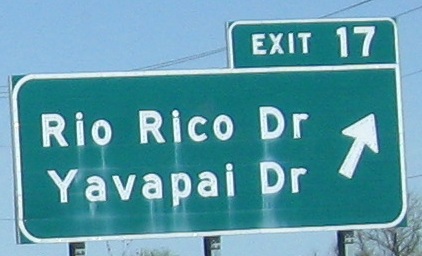 EXIT 17
Rio Rico Dr
Yavapai Dr